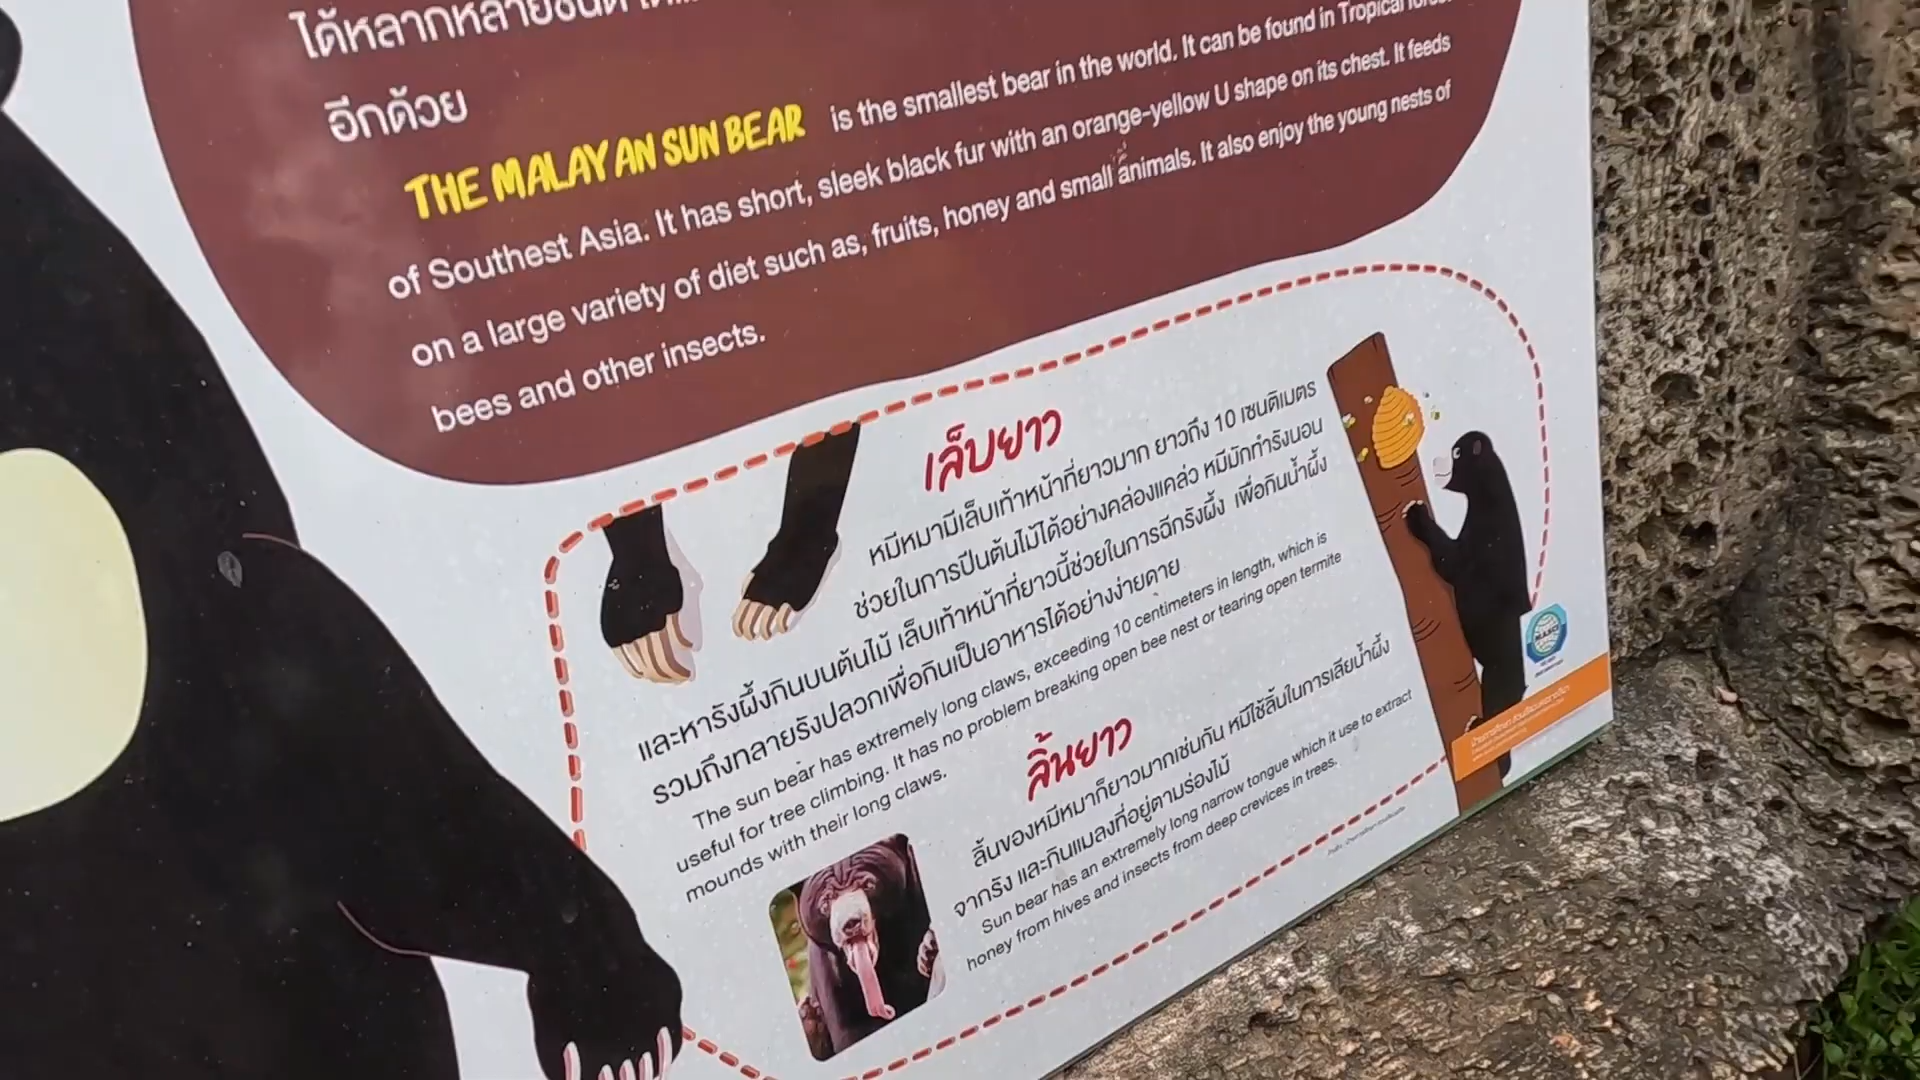 ได้หลากหลายชนิด
อีกด้วย
THE MALAYAN SUN BEAR is the smallest bear in the world. It can be found in Tropical forest
of Southest Asia. It has short, sleek black fur with an orange-yellow U shape on its chest. It feeds
on a large variety of diet such as, fruits, honey and small animals. It also enjoy the young nests of
bees and other insects.
เล็บยาว
หมีหมามีเล็บเท้าหน้าที่ยาวมาก ยาวถึง 10 เซนติเมตร
ช่วยในการปีนต้นไม้ได้อย่างคล่องแคล่ว หมีมักทำรังนอน
และหารังผึ้งกินบนต้นไม้ เล็บเท้าหน้าที่ยาวนี้ช่วยในการฉีกรังผึ้ง เพื่อกินน้ำผึ้ง
รวมถึงทลายรังปลวกเพื่อกินเป็นอาหารได้อย่างง่ายดาย
The sun bear has extremely long claws, exceeding 10 centimeters in length, which is
useful for tree climbing. It has no problem breaking open bee nest or tearing open termite
mounds with their long claws.
ลิ้นยาว
ลิ้นของหมีหมาก็ยาวมากเช่นกัน หมีใช้ลิ้นในการเลียน้ำผึ้ง
จากรัง และกินแมลงที่อยู่ตามร่องไม้
Sun bear has an extremely long narrow tongue which it use to extract
honey from hives and insects from deep crevices in trees.